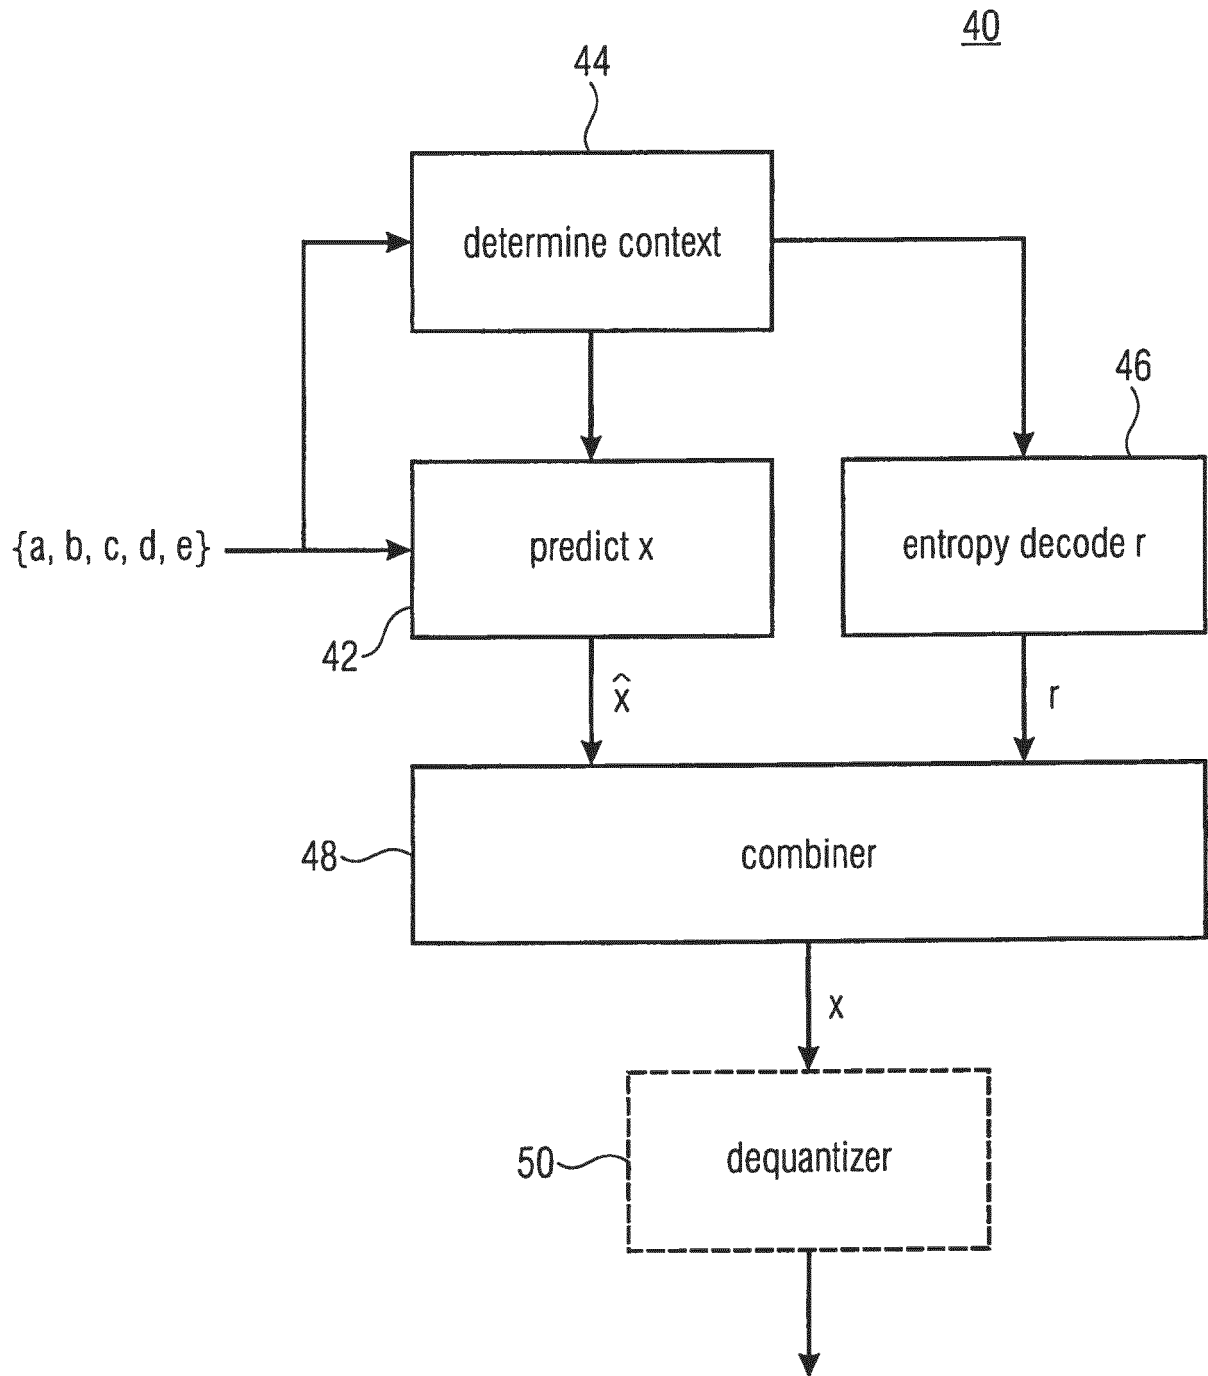 40
44
determine context
46
{a, b, c, d, e}
predict x
entropy decode r
42
x̂
r
48
combiner
x
50
dequantizer